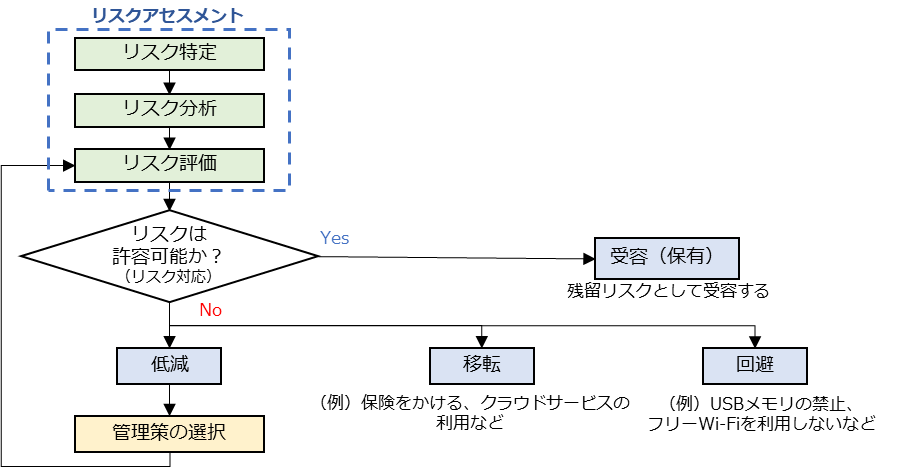 リスクアセスメント
リスク特定
リスク分析
リスク評価
リスクは
許容可能か？
（リスク対応）
Yes
受容（保有）
残留リスクとして受容する
No
低減
移転
回避
（例）保険をかける、クラウドサービスの
利用など
（例）USBメモリの禁止、
フリーWi-Fiを利用しないなど
管理策の選択